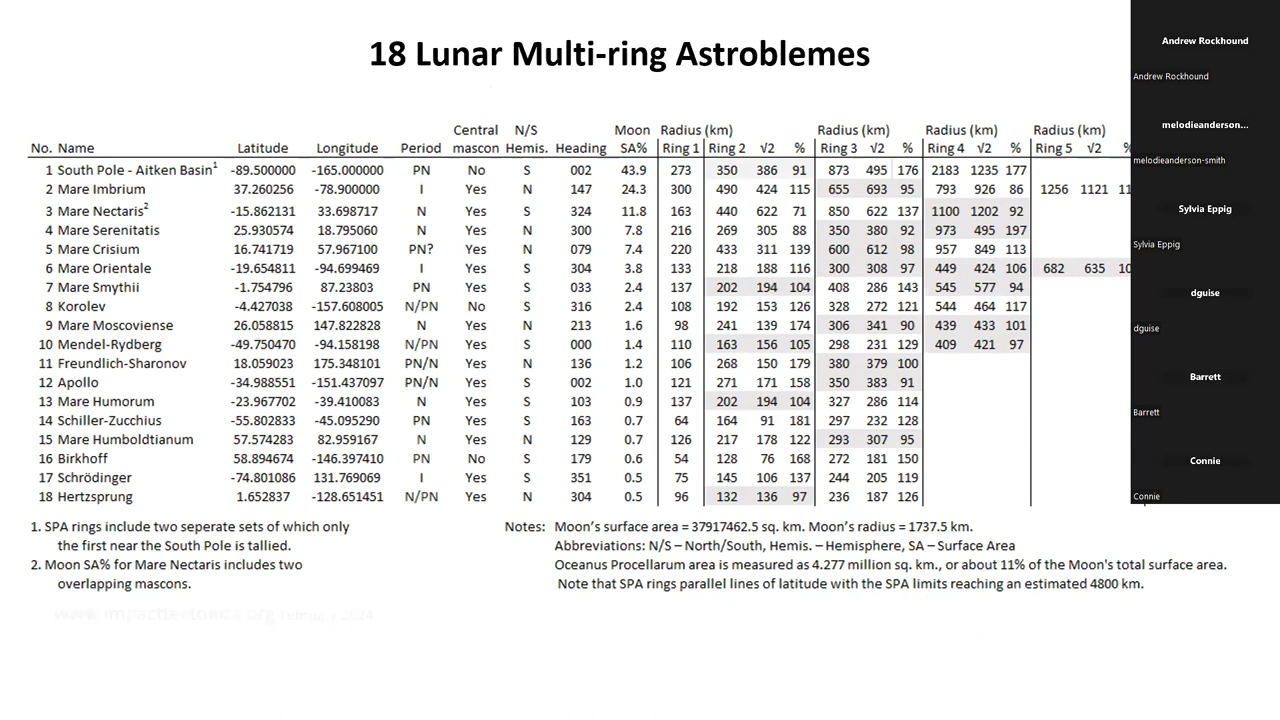 18 Lunar Multi-ring Astroblemes
Central N/S Moon Radius (km) Radius (km) Radius (km) Radius (km)
No. Name Latitude Longitude Period mascon Hemis. Heading SA% Ring 1 Ring 2 √2 % Ring 3 √2 % Ring 4 √2 % Ring 5 √2 %
1 South Pole - Aitken Basin¹ -89.500000 -165.000000 PN No S 002 43.9 273 350 386 91 873 495 176 2183 1235 177
2 Mare Imbrium 37.260256 -78.900000 I Yes N 147 24.3 300 490 424 115 655 693 95 793 926 86 1256 1121 11
3 Mare Nectaris² -15.862131 33.698717 N Yes S 324 11.8 163 440 622 71 850 622 137 1100 1202 92
4 Mare Serenitatis 25.930574 18.795060 N Yes N 300 7.8 216 269 305 88 350 380 92 973 495 197
5 Mare Crisium 16.741719 57.967100 PN? Yes N 079 7.4 220 433 311 139 600 612 98 957 849 113
6 Mare Orientale -19.654811 -94.699469 I Yes S 304 3.8 133 218 188 116 300 308 97 449 424 106 682 635 10
7 Mare Smythii -1.754796 87.23803 PN Yes S 033 2.4 137 202 194 104 408 286 143 545 577 94
8 Korolev -4.427038 -157.608005 N/PN No S 316 2.4 108 192 153 126 328 272 121 544 464 117
9 Mare Moscoviense 26.058815 147.822828 N Yes N 213 1.6 98 241 139 174 306 341 90 439 433 101
10 Mendel-Rydberg -49.750470 -94.158198 N/PN Yes S 000 1.4 110 163 156 105 298 231 129 409 421 97
11 Freundlich-Sharonov 18.059023 175.348101 PN/N Yes N 136 1.2 106 268 150 179 380 379 100
12 Apollo -34.988551 -151.437097 PN/N Yes S 002 1.0 121 271 171 158 350 383 91
13 Mare Humorum -23.967702 -39.410083 N Yes S 103 0.9 137 202 194 104 327 286 114
14 Schiller-Zucchius -55.802833 -45.095290 PN Yes S 163 0.7 64 164 91 181 297 232 128
15 Mare Humboldtianum 57.574283 82.959167 N Yes N 129 0.7 126 217 178 122 293 307 95
16 Birkhoff 58.894674 -146.397410 PN No S 179 0.6 54 128 76 168 272 181 150
17 Schrödinger -74.801086 131.769069 I Yes S 351 0.5 75 145 106 137 244 205 119
18 Hertzsprung 1.652837 -128.651451 N/PN Yes N 304 0.5 96 132 136 97 236 187 126
1. SPA rings include two seperate sets of which only
the first near the South Pole is tallied.
2. Moon SA% for Mare Nectaris includes two
overlapping mascons.
Notes: Moon's surface area = 37917462.5 sq. km. Moon's radius = 1737.5 km.
Abbreviations: N/S – North/South, Hemis. – Hemisphere, SA – Surface Area
Oceanus Procellarum area is measured as 4.277 million sq. km., or about 11% of the Moon's total surface area.
Note that SPA rings parallel lines of latitude with the SPA limits reaching an estimated 4800 km.
February 2024
Andrew Rockhound
Andrew Rockhound
melodieanderson...
melodieanderson-smith
Sylvia Eppig
Sylvia Eppig
dguise
dguise
Barrett
Barrett
Connie
Connie